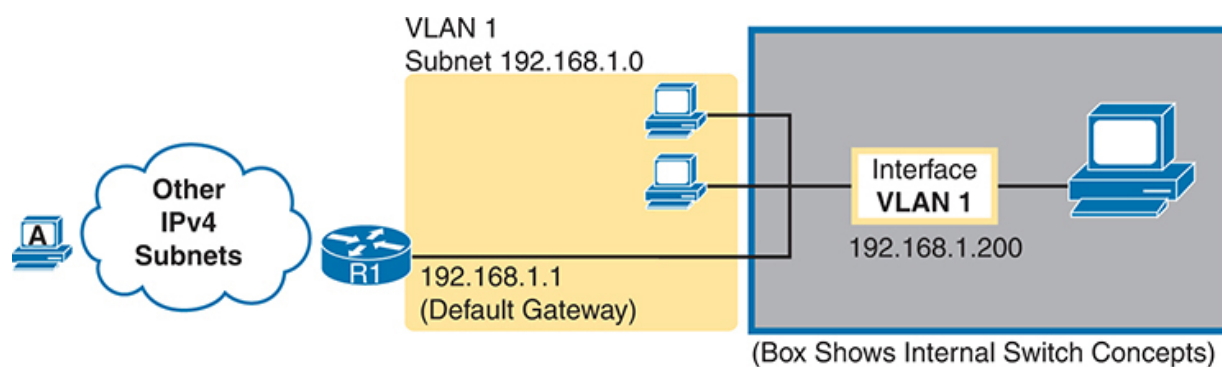 VLAN 1
Subnet 192.168.1.0
Other
IPv4
Subnets
A
R1
192.168.1.1
(Default Gateway)
Interface
VLAN 1
192.168.1.200
(Box Shows Internal Switch Concepts)